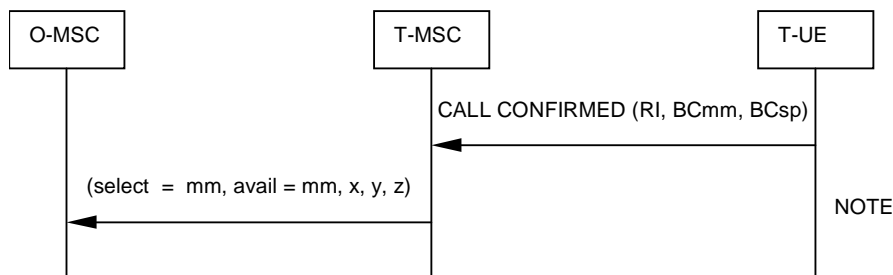 O-MSC
T-MSC
T-UE
CALL CONFIRMED (RI, BCmm, BCsp)
(select = mm, avail = mm, x, y, z)
NOTE